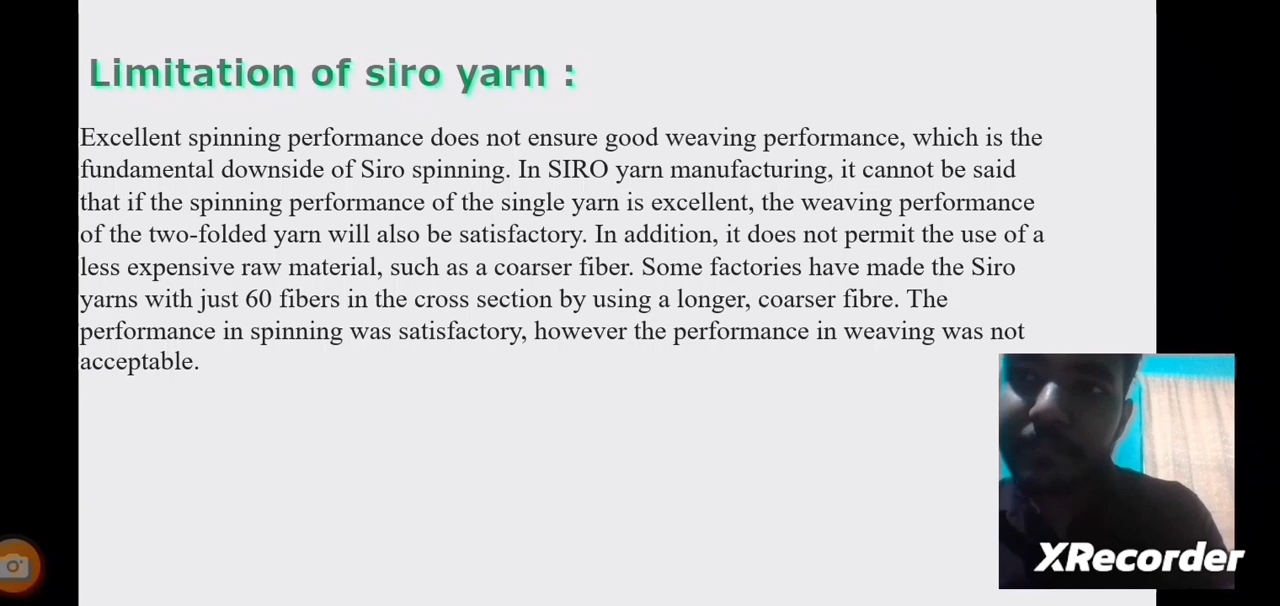 Limitation of siro yarn :
Excellent spinning performance does not ensure good weaving performance, which is the
fundamental downside of Siro spinning. In SIRO yarn manufacturing, it cannot be said
that if the spinning performance of the single yarn is excellent, the weaving performance
of the two-folded yarn will also be satisfactory. In addition, it does not permit the use of a
less expensive raw material, such as a coarser fiber. Some factories have made the Siro
yarns with just 60 fibers in the cross section by using a longer, coarser fibre. The
performance in spinning was satisfactory, however the performance in weaving was not
acceptable.
XRecorder